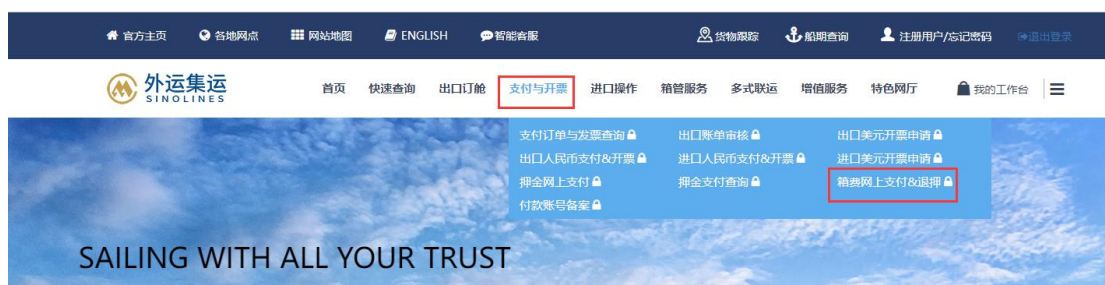 官方主页 各地网点 网站地图 ENGLISH 智能客服 货物跟踪 船期查询 注册用户/忘记密码 退出登录
外运集运
SINOLINES
首页 快速查询 出口订舱 支付与开票 进口操作 箱管服务 多式联运 增值服务 特色网厅 我的工作台
支付订单与发票查询 出口账单审核 出口美元开票申请
出口人民币支付&开票 进口人民币支付&开票 进口美元开票申请
押金网上支付 押金支付查询 箱费网上支付&退押
付款账号备案
SAILING WITH ALL YOUR TRUST